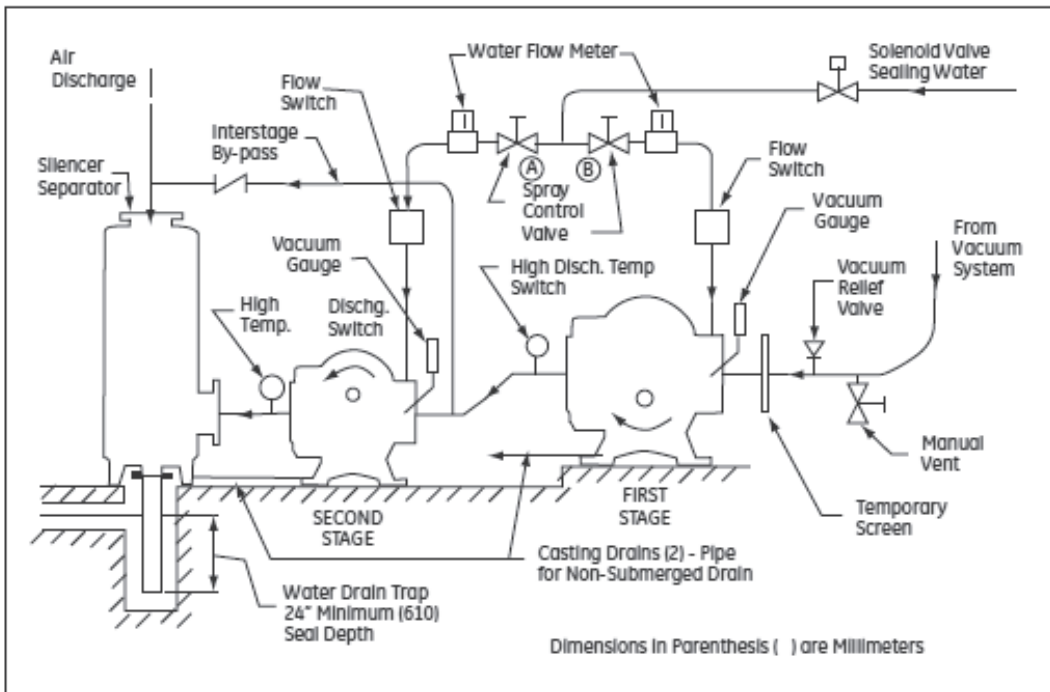 Air
Discharge
Water Flow Meter
Solenoid Valve
Sealing Water
Flow
Switch
Interstage
By-pass
Silencer
Separator
A
B
Spray
Control
Valve
Flow
Switch
Vacuum
Gauge
From
Vacuum
System
Vacuum
Gauge
High Disch. Temp
Switch
Vacuum
Relief
Valve
High
Temp.
Dischg.
Switch
Manual
Vent
SECOND
STAGE
FIRST
STAGE
Temporary
Screen
Casting Drains (2) - Pipe
for Non-Submerged Drain
Water Drain Trap
24" Minimum (610)
Seal Depth
Dimensions in Parenthesis ( ) are Millimeters